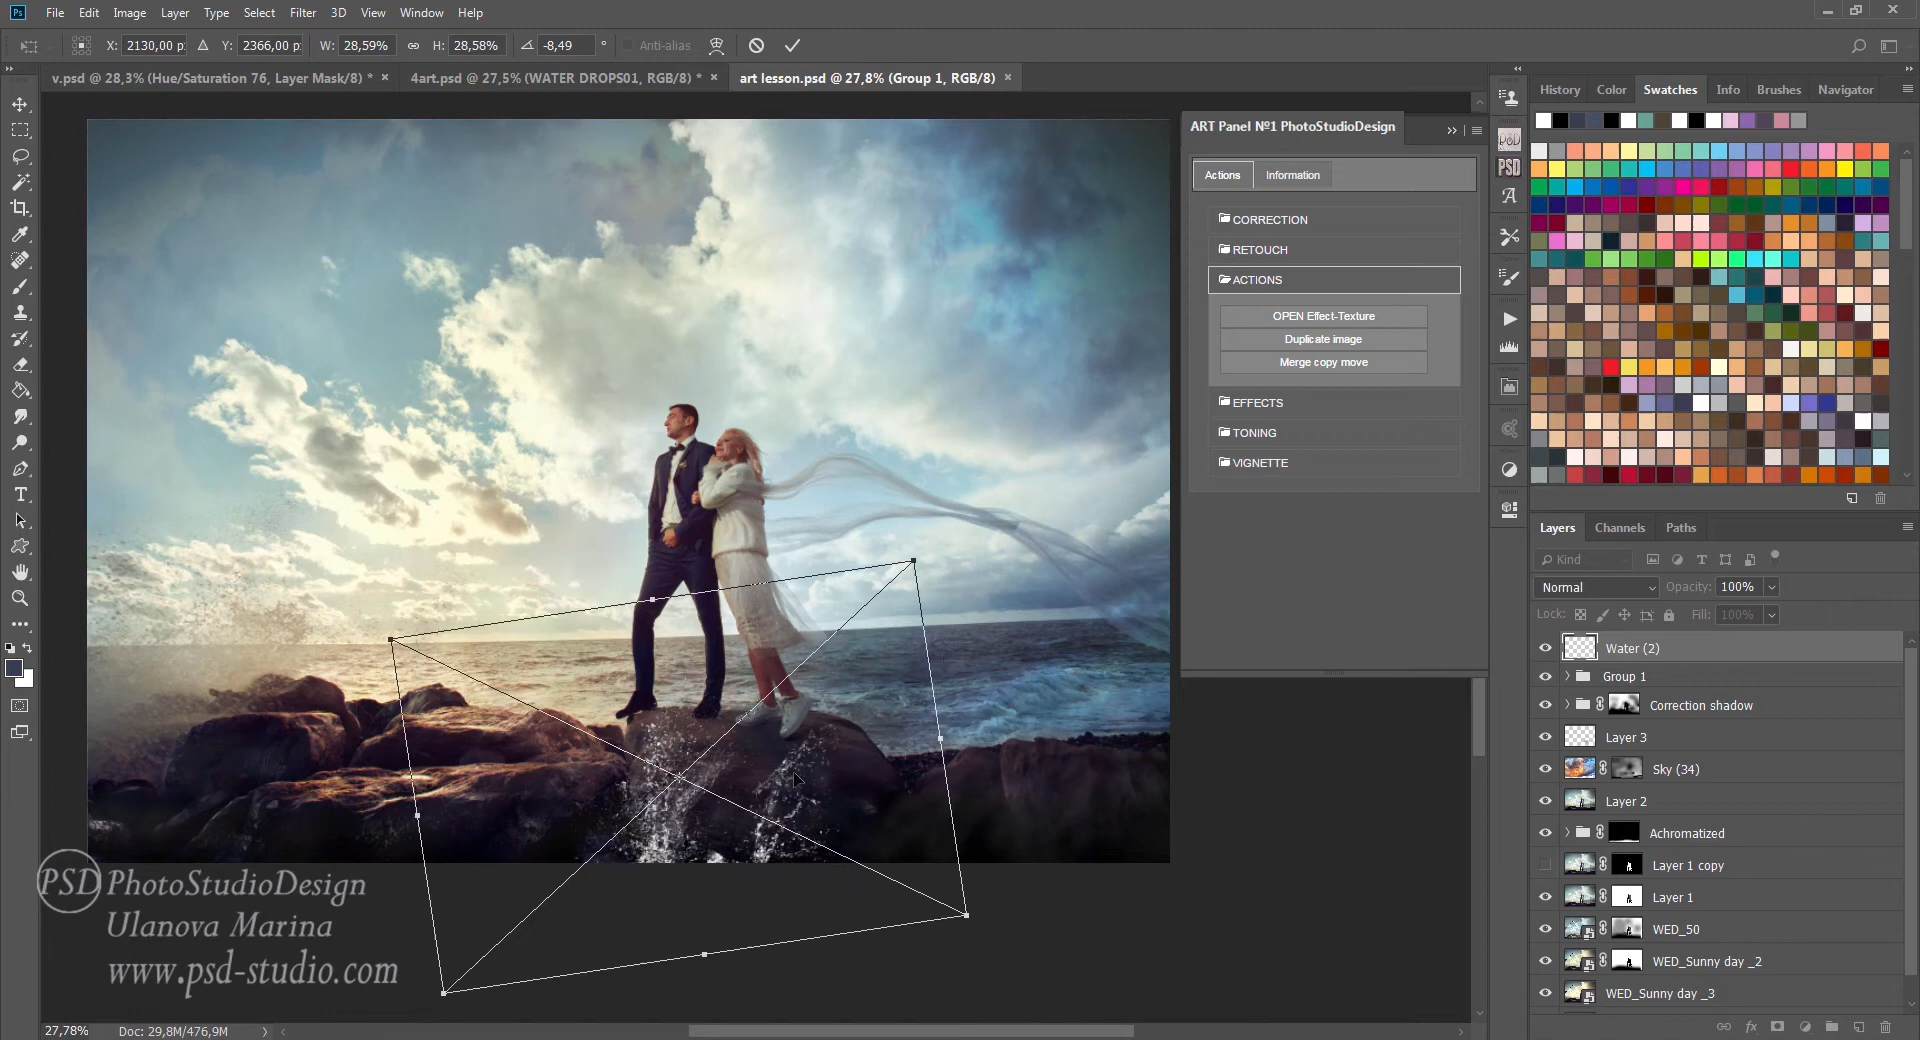 Ps File Edit Image Layer Type Select Filter 3D View Window Help
X: 2130,00 p: Y: 2366,00 p: W: 28,59% H: 28,58% -8,49 ° Anti-alias
v.psd @ 28,3% (Hue/Saturation 76, Layer Mask/8) * × 4art.psd @ 27,5% (WATER DROPS01, RGB/8) * × art lesson.psd @ 27,8% (Group 1, RGB/8) ×
ART Panel №1 PhotoStudioDesign
Actions Information
CORRECTION
RETOUCH
ACTIONS
OPEN Effect-Texture
Duplicate image
Merge copy move
EFFECTS
TONING
VIGNETTE
PSD
A
History Color Swatches Info Brushes Navigator
Layers Channels Paths
Kind
Normal Opacity: 100%
Lock: Fill: 100%
Water (2)
Group 1
Correction shadow
Layer 3
Sky (34)
Layer 2
Achromatized
Layer 1 copy
Layer 1
WED_50
WED_Sunny day _2
WED_Sunny day _3
fx
PSD PhotoStudioDesign
Ulanova Marina
www.psd-studio.com
27,78% Doc: 29,8M/476,9M